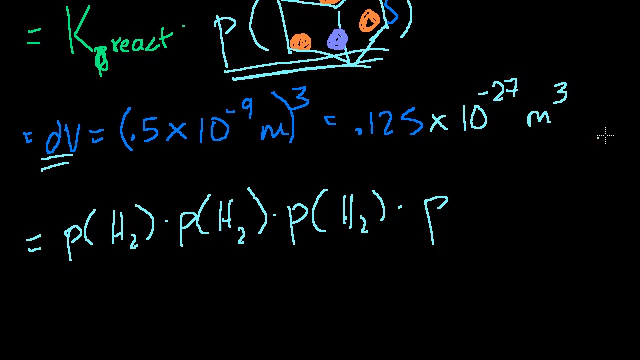 = K p react · P( )
= dV = (.5 × 10^-9 m)^3 = .125 × 10^-27 m^3
= p(H₂) · p(H₂) · p(H₂) · p